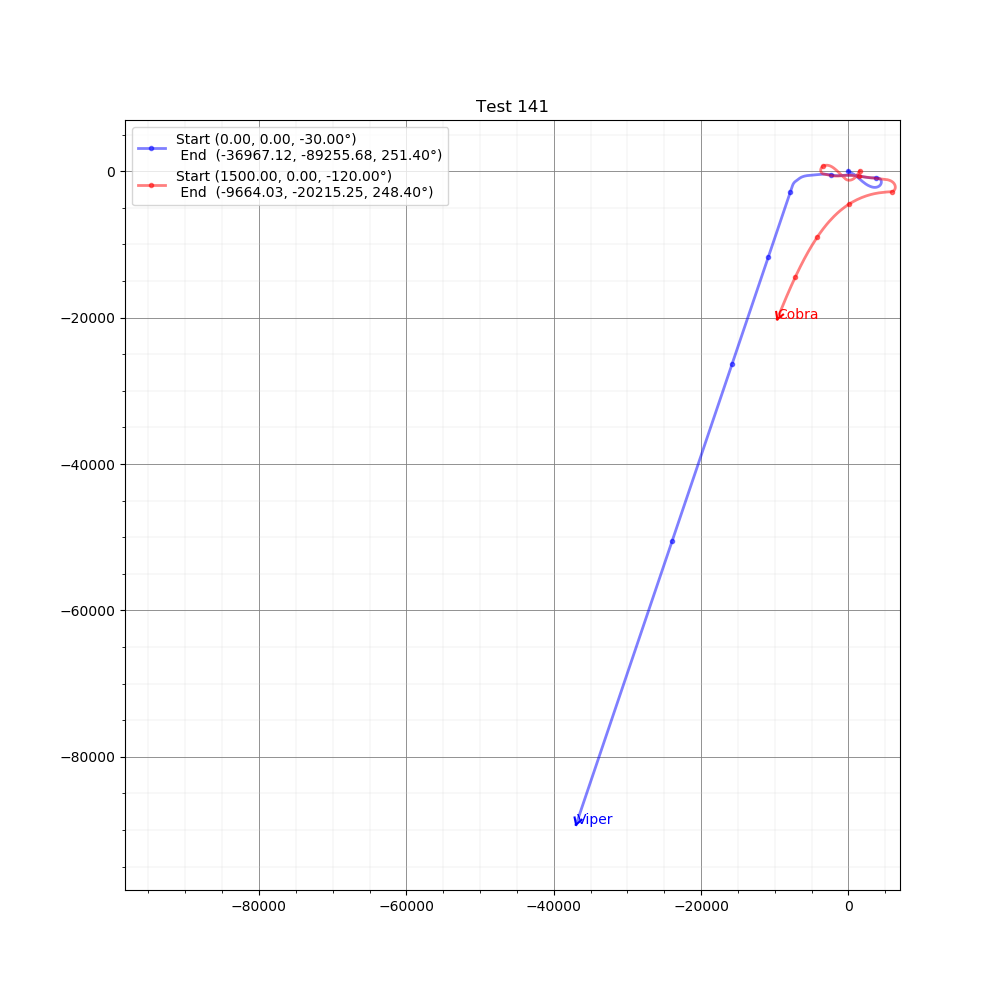 Test 141
Start (0.00, 0.00, -30.00°)
End (-36967.12, -89255.68, 251.40°)
Start (1500.00, 0.00, -120.00°)
End (-9664.03, -20215.25, 248.40°)
0
−20000
−40000
−60000
−80000
Cobra
Viper
−80000
−60000
−40000
−20000
0